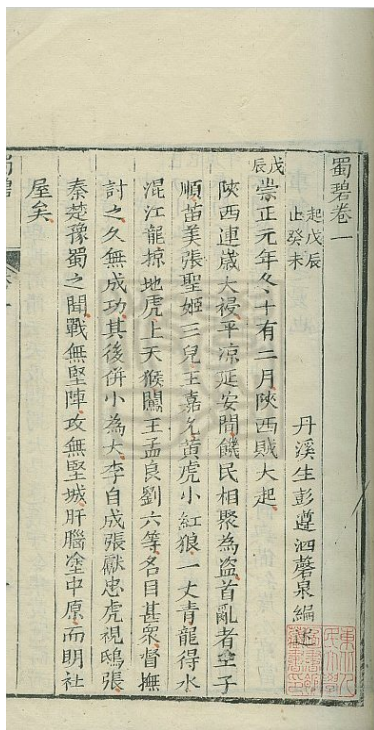 蜀碧卷一
起戊辰
止癸未
丹溪生彭遵泗磬泉編述
戊辰
崇正元年冬十有二月陝西賊大起
陝西連歲大祲平凉延安間饑民相聚為盗首亂者王子
順苗美張聖姬三兒王嘉允黃虎小紅狼一丈青龍得水
混江龍掠地虎上天猴闖王孟良劉六等名目甚衆督撫
討之久無成功其後併小為大李自成張獻忠虎視鴟張
秦楚豫蜀之間戰無堅陣攻無堅城肝腦塗中原而明社
屋矣
蜀碧